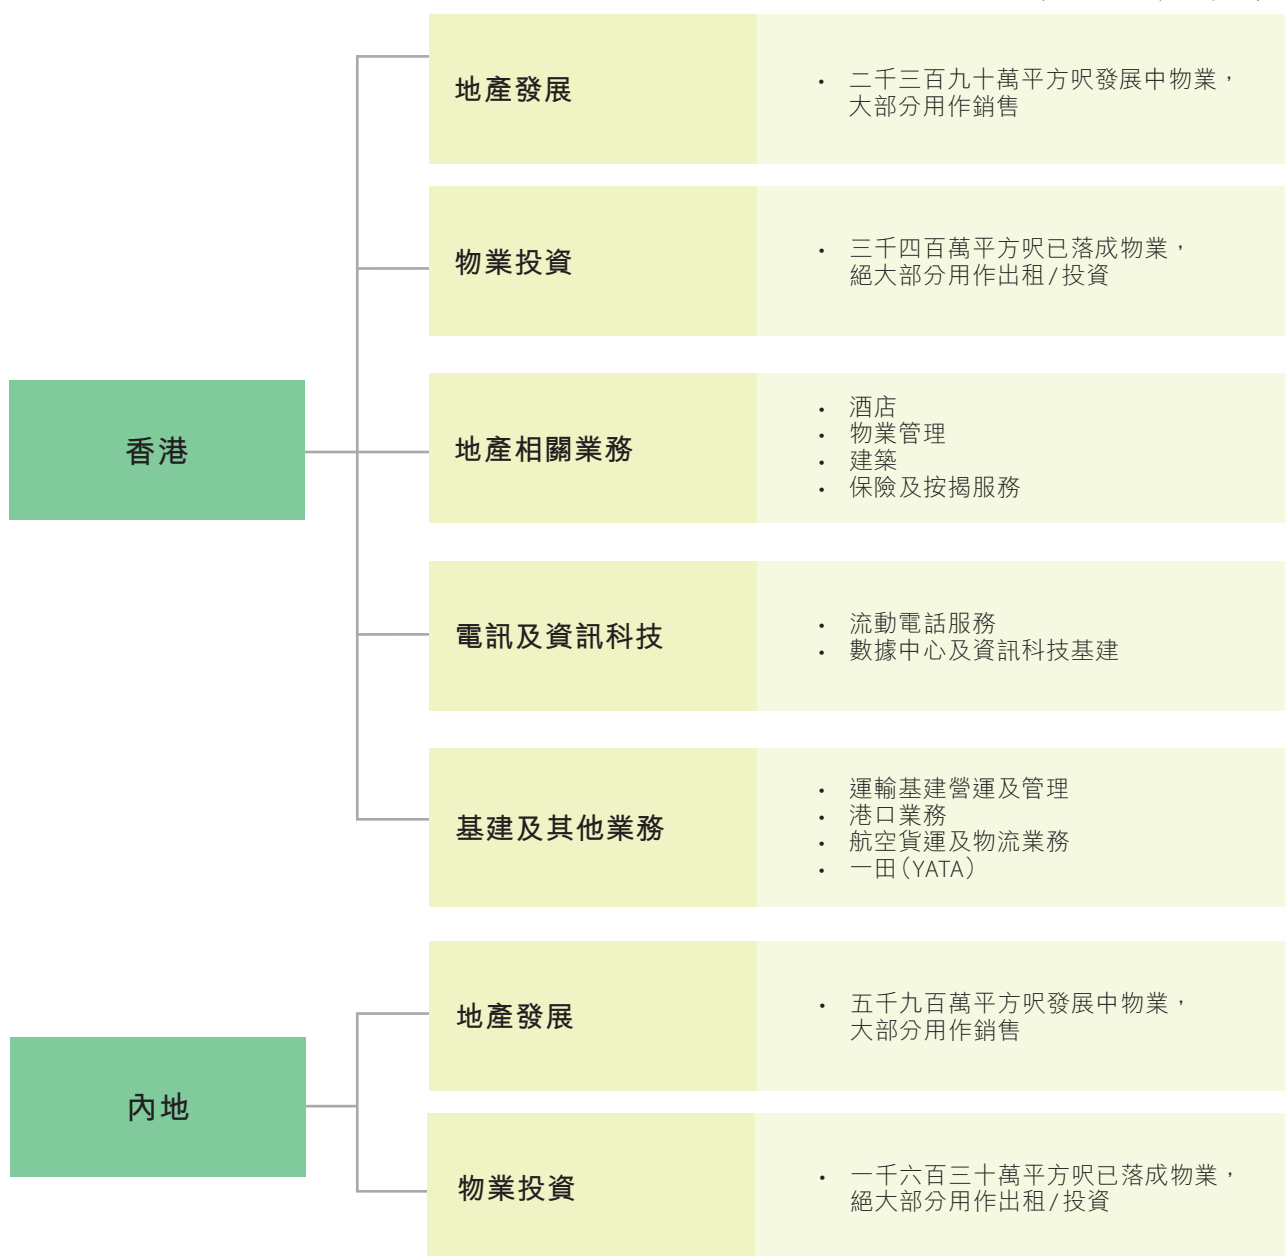 地產發展
• 二千三百九十萬平方呎發展中物業，
大部分用作銷售
物業投資
• 三千四百萬平方呎已落成物業，
絕大部分用作出租/投資
香港
地產相關業務
• 酒店
• 物業管理
• 建築
• 保險及按揭服務
電訊及資訊科技
• 流動電話服務
• 數據中心及資訊科技基建
基建及其他業務
• 運輸基建營運及管理
• 港口業務
• 航空貨運及物流業務
• 一田(YATA)
地產發展
• 五千九百萬平方呎發展中物業，
大部分用作銷售
內地
物業投資
• 一千六百三十萬平方呎已落成物業，
絕大部分用作出租/投資